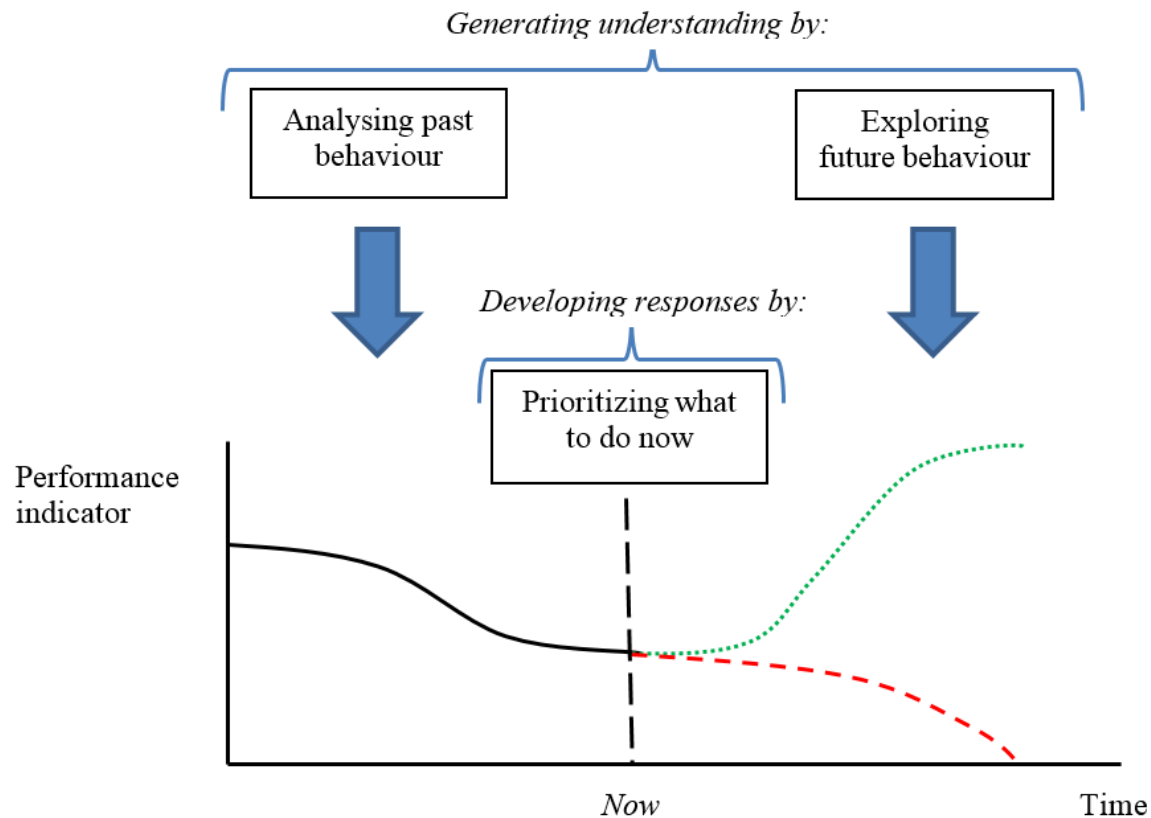 Generating understanding by:
Analysing past
behaviour
Exploring
future behaviour
Developing responses by:
Prioritizing what
to do now
Performance
indicator
Now
Time